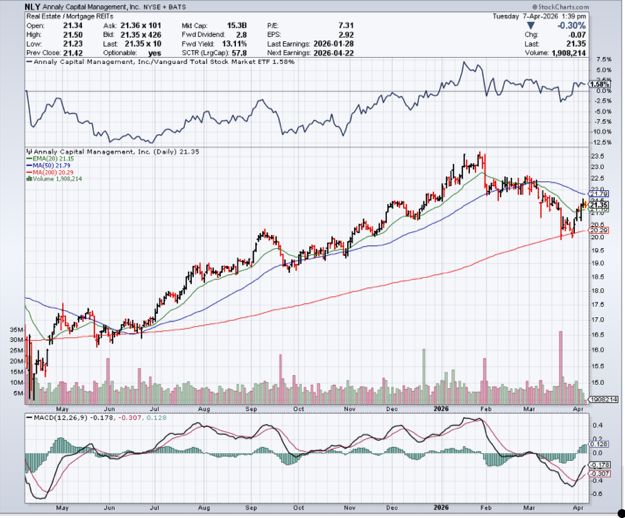 NLY Annaly Capital Management, Inc. NYSE + BATS
© StockCharts.com
Real Estate / Mortgage REITs
Tuesday 7-Apr-2026 1:39 pm
Open: 21.34 Ask: 21.36 x 101 Mkt Cap: 15.3B P/E: 7.31 -0.30%
High: 21.50 Bid: 21.35 x 426 Fwd Dividend: 2.8 EPS: 2.92 Chg: -0.07
Low: 21.23 Last: 21.35 x 10 Fwd Yield: 13.11% Last Earnings: 2026-01-28 Last: 21.35
Prev Close: 21.42 Optionable: yes SCTR (LrgCap): 57.8 Next Earnings: 2026-04-22 Volume: 1,908,214
Annaly Capital Management, Inc./Vanguard Total Stock Market ETF 1.58%
7.5%
5.0%
2.5%
1.58%
0.0%
-2.5%
-5.0%
-7.5%
-10.0%
-12.5%
Annaly Capital Management, Inc. (Daily) 21.35
EMA(20) 21.15
MA(50) 21.79
MA(200) 20.29
Volume 1,908,214
23.5
23.0
22.5
22.0
21.79
21.5
21.35
20.29
20.0
19.5
19.0
18.5
18.0
17.5
17.0
16.5
16.0
15.5
15.0
35M
30M
25M
20M
15M
10M
5M
1908214
May Jun Jul Aug Sep Oct Nov Dec 2026 Feb Mar Apr
MACD(12,26,9) -0.178, -0.307, 0.128
0.4
0.2
0.128
0.0
-0.178
-0.307
-0.4
-0.6
May Jun Jul Aug Sep Oct Nov Dec 2026 Feb Mar Apr